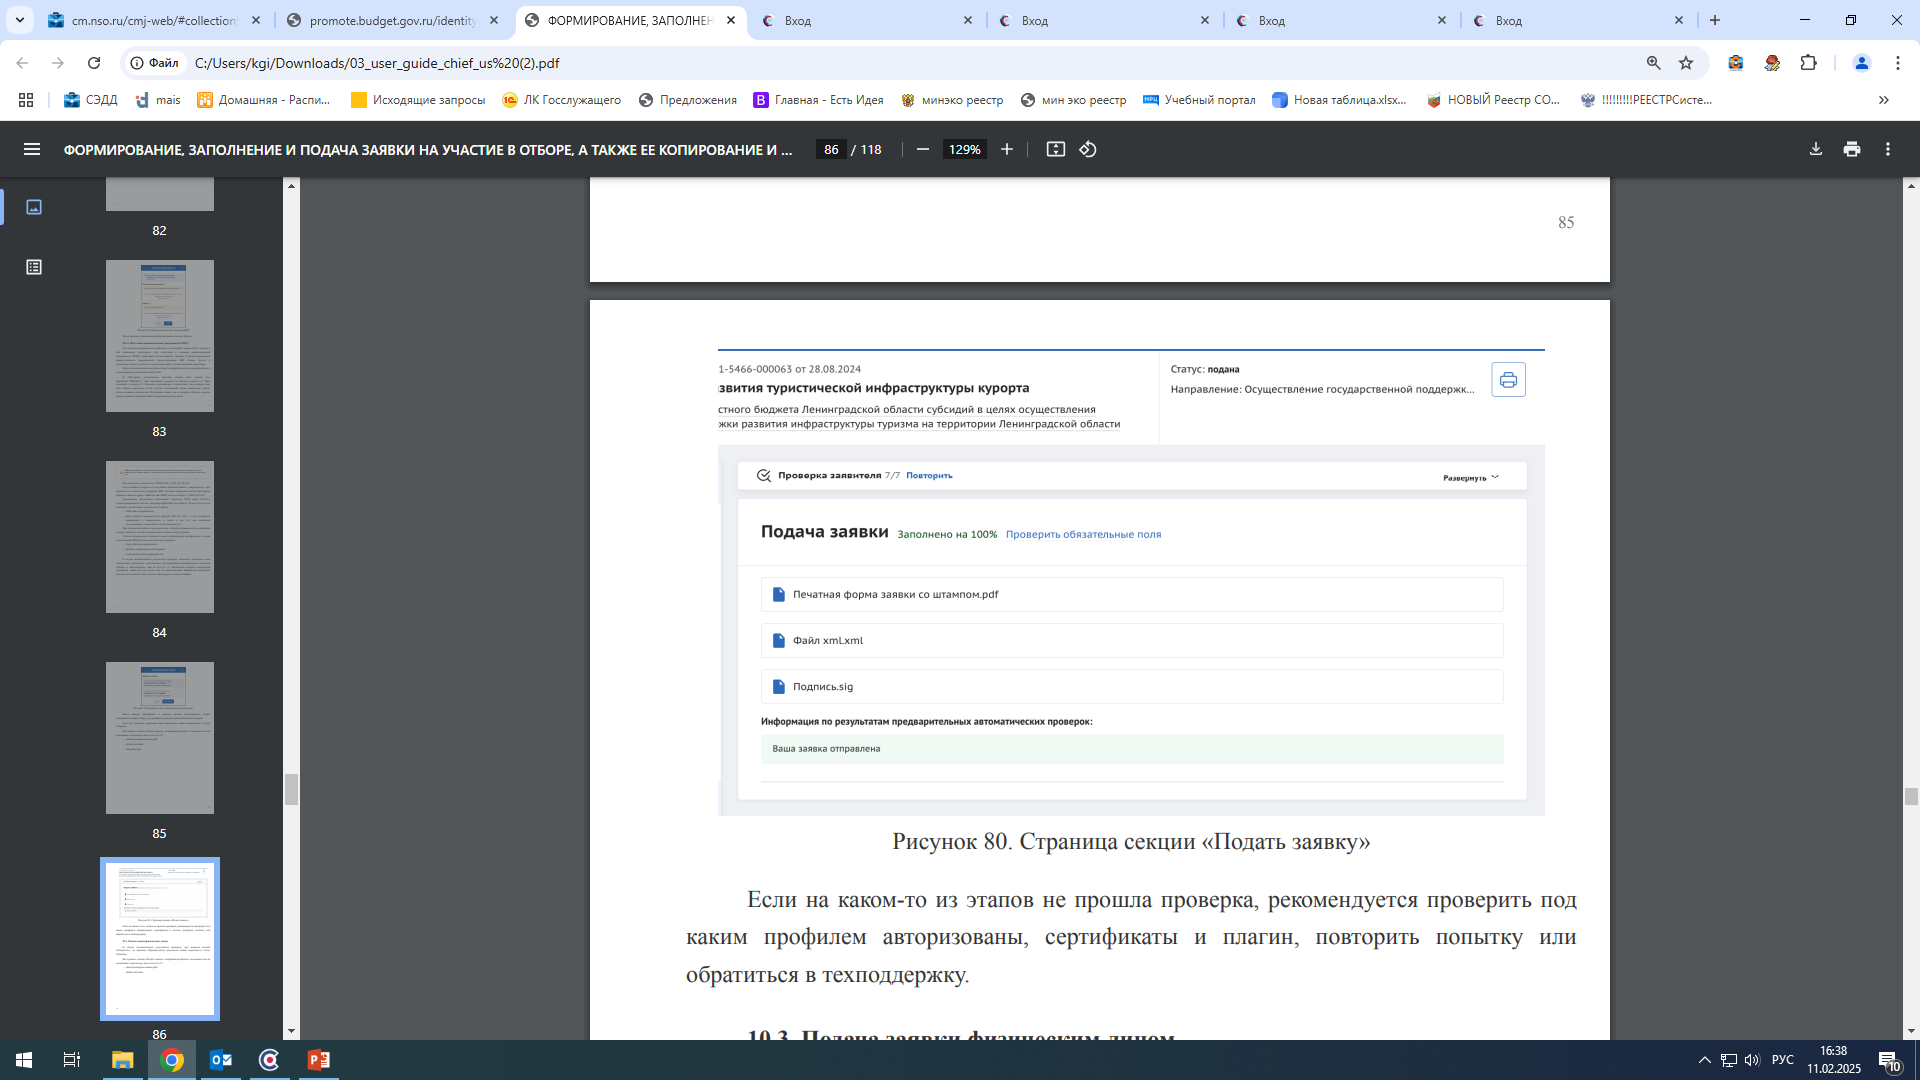 cm.nso.ru/cmj-web/#collection
promote.budget.gov.ru/identity
ФОРМИРОВАНИЕ, ЗАПОЛНЕН
Вход
Вход
Вход
Вход
Файл
C:/Users/kgi/Downloads/03_user_guide_chief_us%20(2).pdf
СЭДД
mais
Домашняя - Распи...
Исходящие запросы
ЛК Госслужащего
Предложения
Главная - Есть Идея
минэко реестр
мин эко реестр
Учебный портал
Новая таблица.xlsx...
НОВЫЙ Реестр СО...
!!!!!!!!!РЕЕСТРСисте...
ФОРМИРОВАНИЕ, ЗАПОЛНЕНИЕ И ПОДАЧА ЗАЯВКИ НА УЧАСТИЕ В ОТБОРЕ, А ТАКЖЕ ЕЕ КОПИРОВАНИЕ И ...
86 / 118
129%
82
83
84
85
86
85
1-5466-000063 от 28.08.2024
звития туристической инфраструктуры курорта
стного бюджета Ленинградской области субсидий в целях осуществления
жки развития инфраструктуры туризма на территории Ленинградской области
Статус: подана
Направление: Осуществление государственной поддержк...
Проверка заявителя 7/7 Повторить
Развернуть
Подача заявки Заполнено на 100% Проверить обязательные поля
Печатная форма заявки со штампом.pdf
Файл xml.xml
Подпись.sig
Информация по результатам предварительных автоматических проверок:
Ваша заявка отправлена
Рисунок 80. Страница секции «Подать заявку»
Если на каком-то из этапов не прошла проверка, рекомендуется проверить под
каким профилем авторизованы, сертификаты и плагин, повторить попытку или
обратиться в техподдержку.
10.3. Подача заявки физическим лицом
РУС
16:38
11.02.2025
10